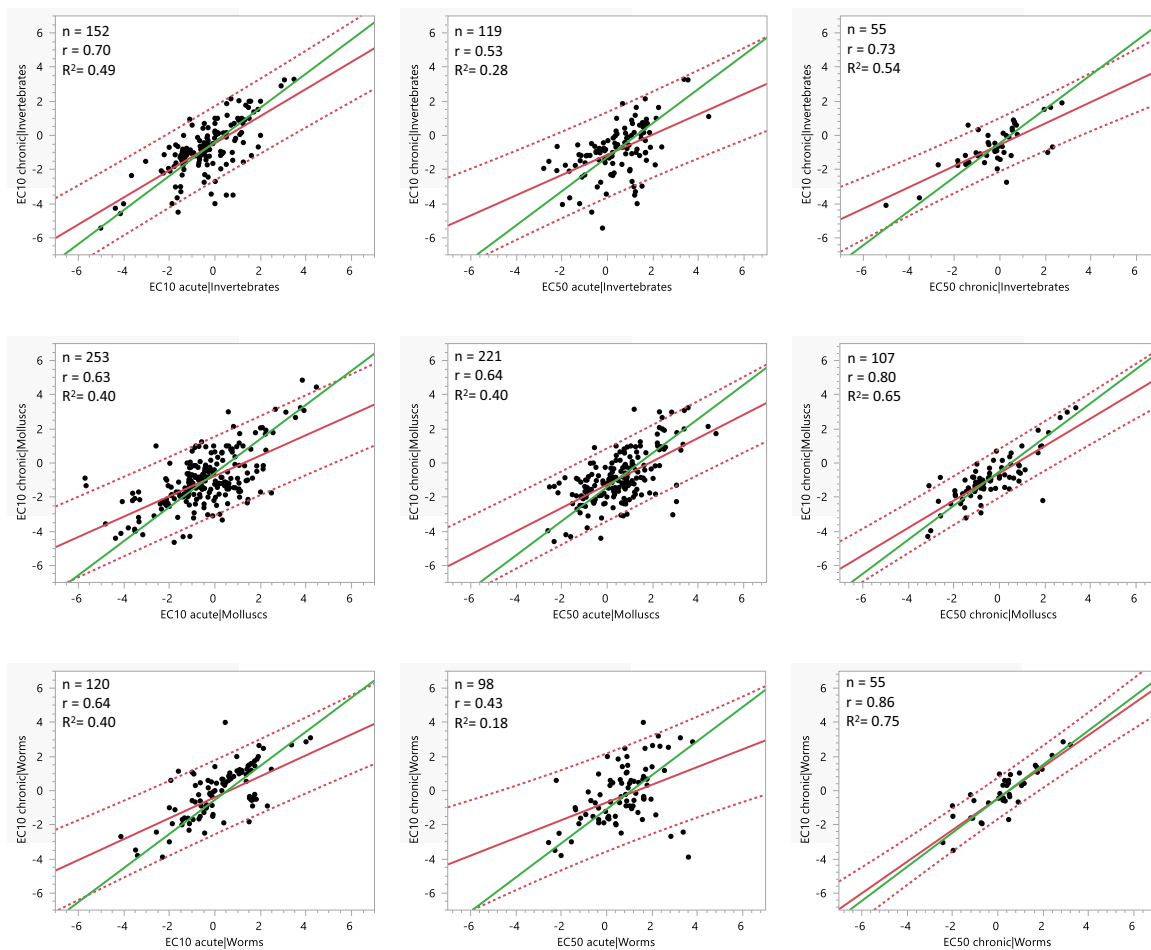 n = 152
r = 0.70
R²= 0.49
6
4
2
0
-2
-4
-6
EC10 chronic|Invertebrates
-6 -4 -2 0 2 4 6
EC10 acute|Invertebrates
n = 119
r = 0.53
R²= 0.28
6
4
2
0
-2
-4
-6
EC10 chronic|Invertebrates
-6 -4 -2 0 2 4 6
EC50 acute|Invertebrates
n = 55
r = 0.73
R²= 0.54
6
4
2
0
-2
-4
-6
EC10 chronic|Invertebrates
-6 -4 -2 0 2 4 6
EC50 chronic|Invertebrates
n = 253
r = 0.63
R²= 0.40
6
4
2
0
-2
-4
-6
EC10 chronic|Molluscs
-6 -4 -2 0 2 4 6
EC10 acute|Molluscs
n = 221
r = 0.64
R²= 0.40
6
4
2
0
-2
-4
-6
EC10 chronic|Molluscs
-6 -4 -2 0 2 4 6
EC50 acute|Molluscs
n = 107
r = 0.80
R²= 0.65
6
4
2
0
-2
-4
-6
EC10 chronic|Molluscs
-6 -4 -2 0 2 4 6
EC50 chronic|Molluscs
n = 120
r = 0.64
R²= 0.40
6
4
2
0
-2
-4
-6
EC10 chronic|Worms
-6 -4 -2 0 2 4 6
EC10 acute|Worms
n = 98
r = 0.43
R²= 0.18
6
4
2
0
-2
-4
-6
EC10 chronic|Worms
-6 -4 -2 0 2 4 6
EC50 acute|Worms
n = 55
r = 0.86
R²= 0.75
6
4
2
0
-2
-4
-6
EC10 chronic|Worms
-6 -4 -2 0 2 4 6
EC50 chronic|Worms